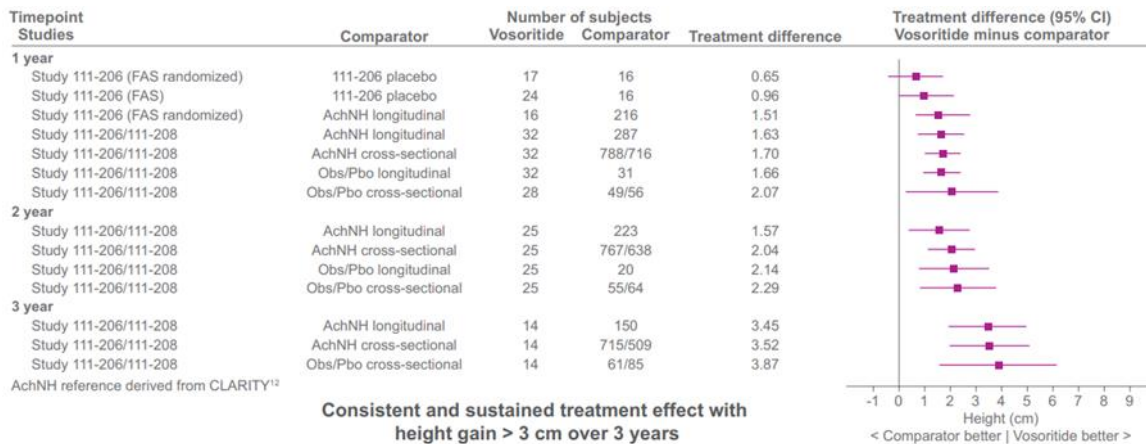 Timepoint Number of subjects Treatment difference (95% CI)
Studies Comparator Vosoritide Comparator Treatment difference Vosoritide minus comparator
1 year
Study 111-206 (FAS randomized) 111-206 placebo 17 16 0.65
Study 111-206 (FAS) 111-206 placebo 24 16 0.96
Study 111-206 (FAS randomized) AchNH longitudinal 16 216 1.51
Study 111-206/111-208 AchNH longitudinal 32 287 1.63
Study 111-206/111-208 AchNH cross-sectional 32 788/716 1.70
Study 111-206/111-208 Obs/Pbo longitudinal 32 31 1.66
Study 111-206/111-208 Obs/Pbo cross-sectional 28 49/56 2.07
2 year
Study 111-206/111-208 AchNH longitudinal 25 223 1.57
Study 111-206/111-208 AchNH cross-sectional 25 767/638 2.04
Study 111-206/111-208 Obs/Pbo longitudinal 25 20 2.14
Study 111-206/111-208 Obs/Pbo cross-sectional 25 55/64 2.29
3 year
Study 111-206/111-208 AchNH longitudinal 14 150 3.45
Study 111-206/111-208 AchNH cross-sectional 14 715/509 3.52
Study 111-206/111-208 Obs/Pbo cross-sectional 14 61/85 3.87
AchNH reference derived from CLARITY¹²
-1 0 1 2 3 4 5 6 7 8 9
Height (cm)
< Comparator better | Vosoritide better >
Consistent and sustained treatment effect with
height gain > 3 cm over 3 years